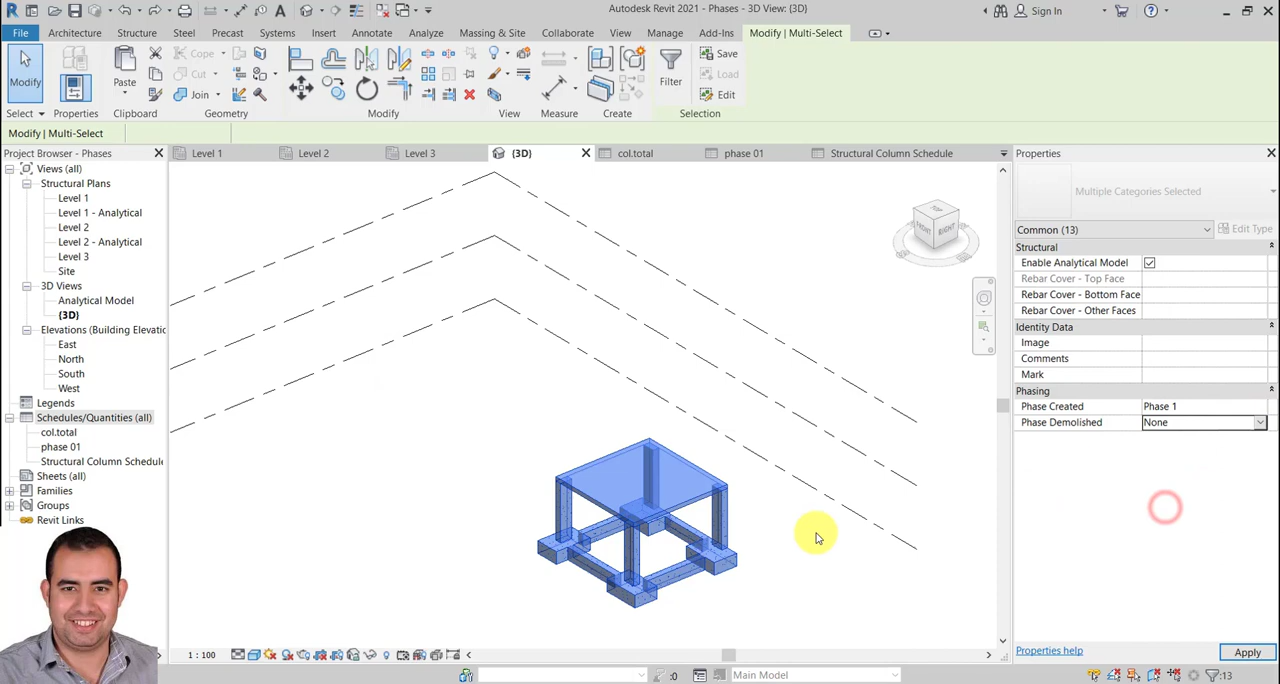 Autodesk Revit 2021 - Phases - 3D View: {3D}
Sign In
File Architecture Structure Steel Precast Systems Insert Annotate Analyze Massing & Site Collaborate View Manage Add-Ins Modify | Multi-Select
Modify
Paste
Cope
Cut
Join
Filter
Save
Load
Edit
Select Properties Clipboard Geometry Modify View Measure Create Selection
Modify | Multi-Select
Project Browser - Phases
Level 1 Level 2 Level 3 (3D) col.total phase 01 Structural Column Schedule
Views (all)
Structural Plans
Level 1
Level 1 - Analytical
Level 2
Level 2 - Analytical
Level 3
Site
3D Views
Analytical Model
(3D)
Elevations (Building Elevatio
East
North
South
West
Legends
Schedules/Quantities (all)
col.total
phase 01
Structural Column Schedule
Sheets (all)
Families
Groups
Revit Links
TOP
FRONT
RIGHT
Properties
Multiple Categories Selected
Common (13)
Edit Type
Structural
Enable Analytical Model
Rebar Cover - Top Face
Rebar Cover - Bottom Face
Rebar Cover - Other Faces
Identity Data
Image
Comments
Mark
Phasing
Phase Created Phase 1
Phase Demolished None
Properties help
Apply
1 : 100
:0
Main Model
:13